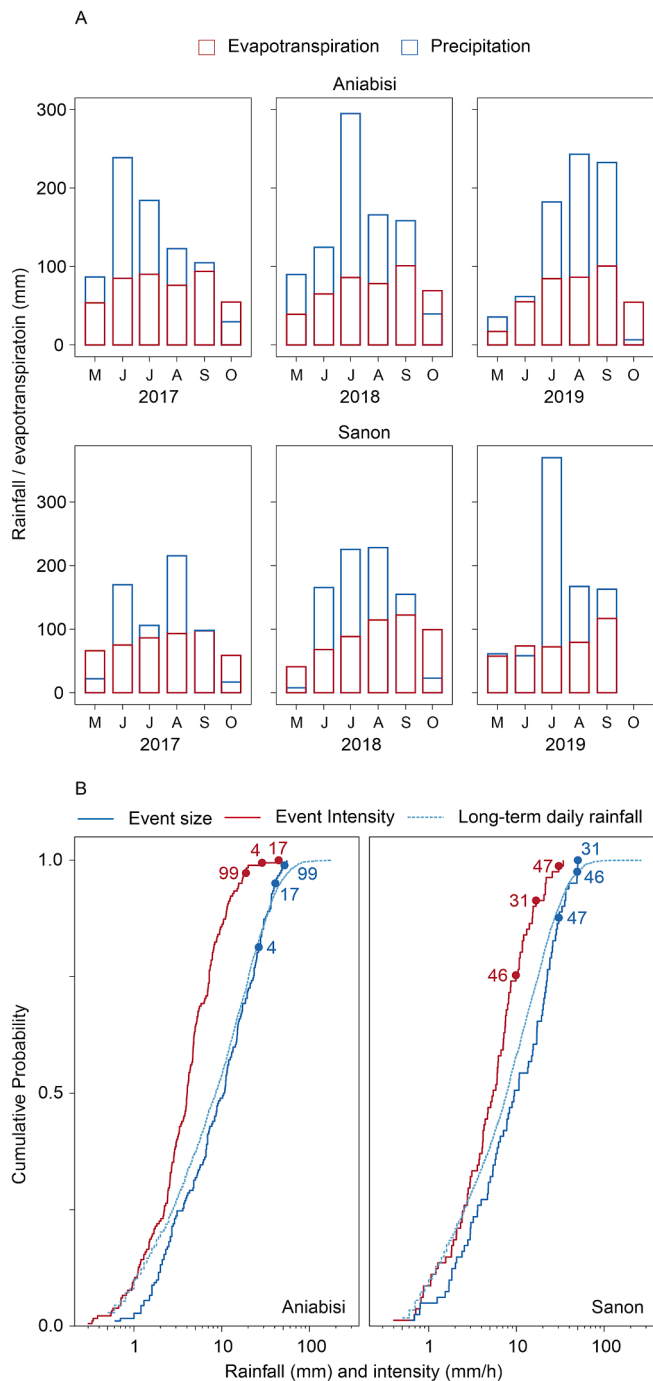 A
Evapotranspiration Precipitation
Aniabisi
300
200
100
0
M J J A S O M J J A S O M J J A S O
2017 2018 2019
Rainfall / evapotranspiratoin (mm)
Sanon
300
200
100
0
M J J A S O M J J A S O M J J A S O
2017 2018 2019
B
Event size Event Intensity Long-term daily rainfall
1.0
0.5
0.0
Cumulative Probability
4 17
99
99
17
4
Aniabisi
31
47
46
31
47
46
Sanon
1 10 100 1 10 100
Rainfall (mm) and intensity (mm/h)